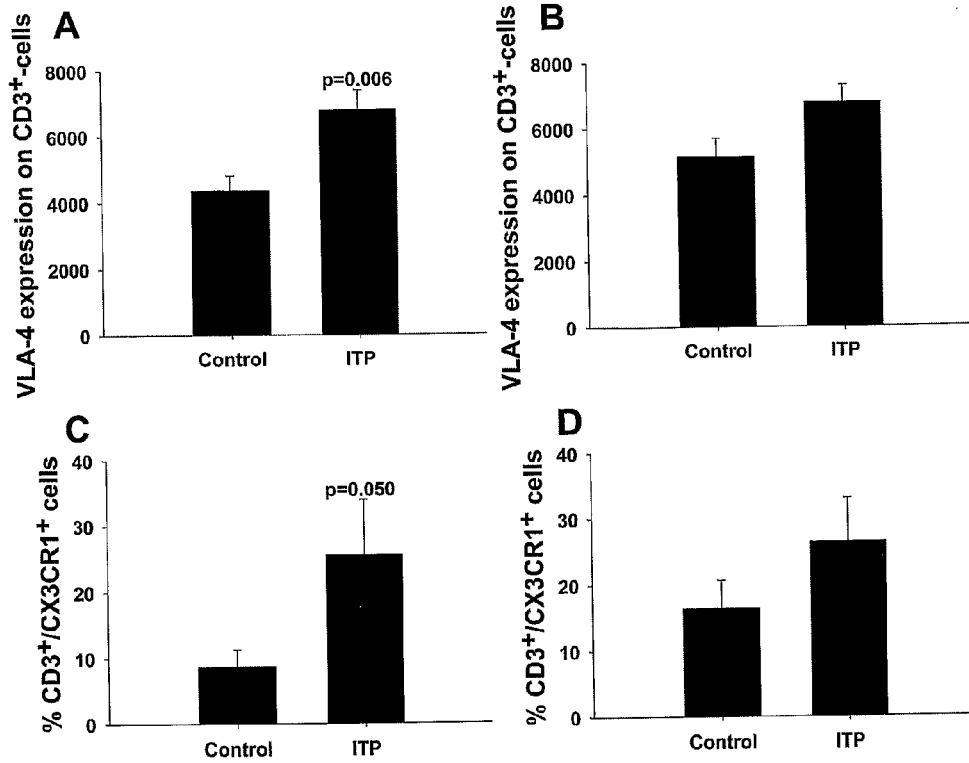 A
VLA-4 expression on CD3+-cells
8000
6000
4000
2000
0
p=0.006
Control
ITP
B
VLA-4 expression on CD3+-cells
8000
6000
4000
2000
0
Control
ITP
C
% CD3+/CX3CR1+ cells
40
30
20
10
0
p=0.050
Control
ITP
D
% CD3+/CX3CR1+ cells
40
30
20
10
0
Control
ITP